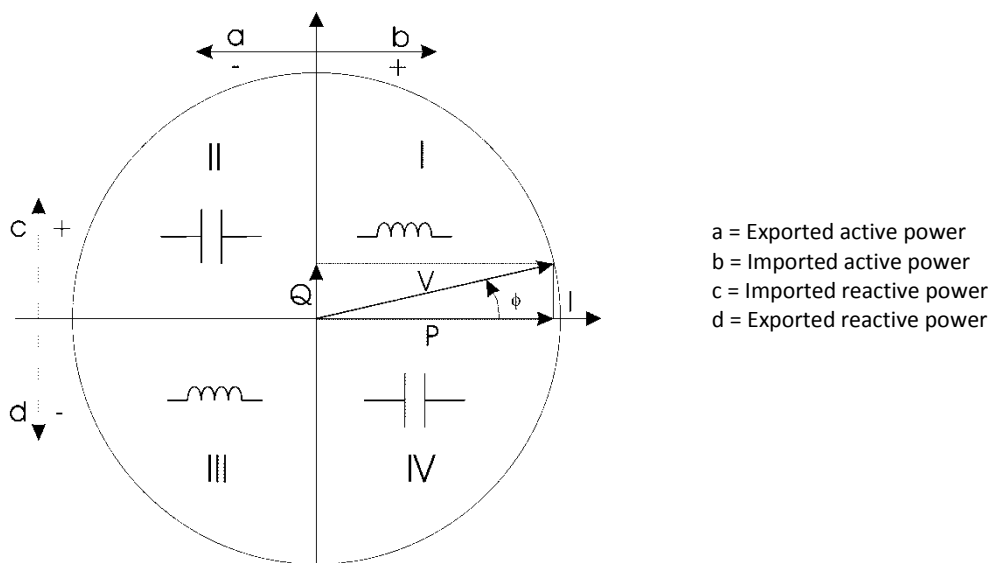 a b
- +
II I
c +
V
Q ϕ I
P
d -
III IV
a = Exported active power
b = Imported active power
c = Imported reactive power
d = Exported reactive power